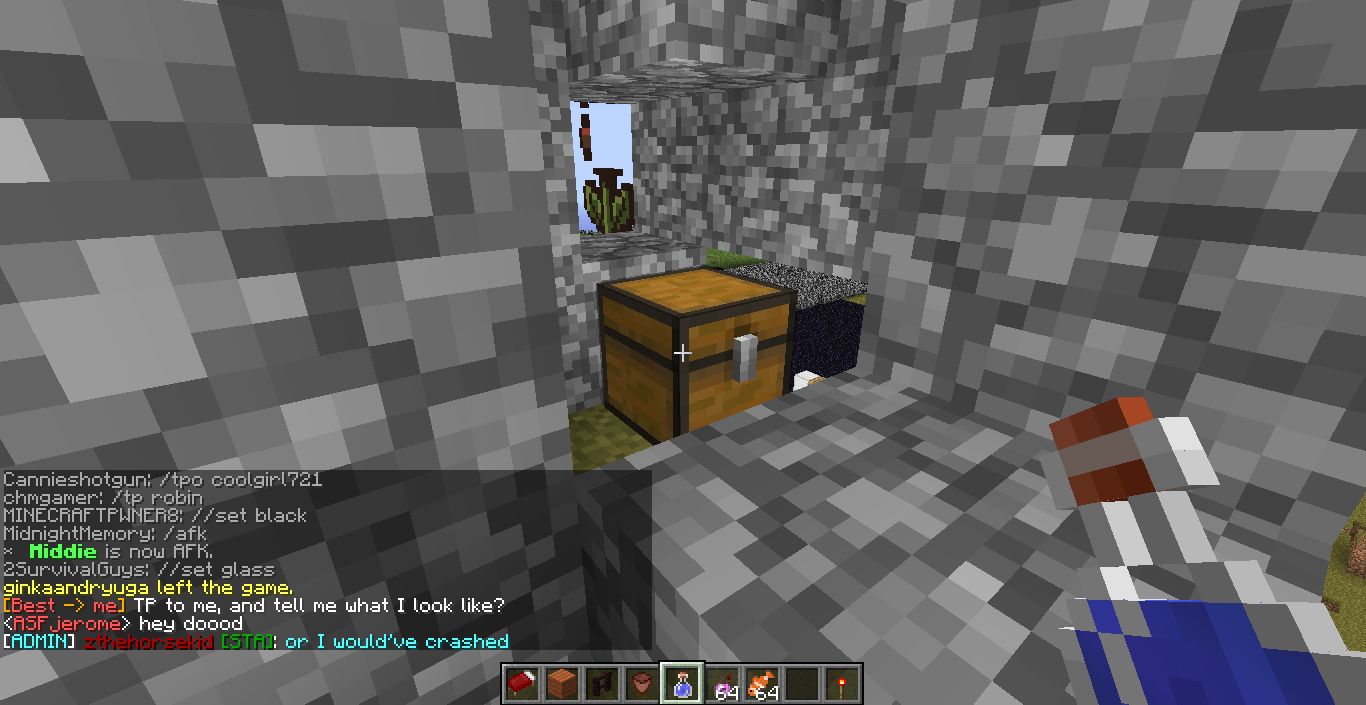 Cannieshotgun: /tpo coolgirl721
chmgamer: /tp robin
MINECRAFTPWNER8: //set black
MidnightMemory: /afk
* Middie is now AFK.
2SurvivalGuys: //set glass
ginkaandryuga left the game.
[Best -> me] TP to me, and tell me what I look like?
<ASFjerome> hey doood
[ADMIN] zthehorsekid [STA]: or I would've crashed
64 64